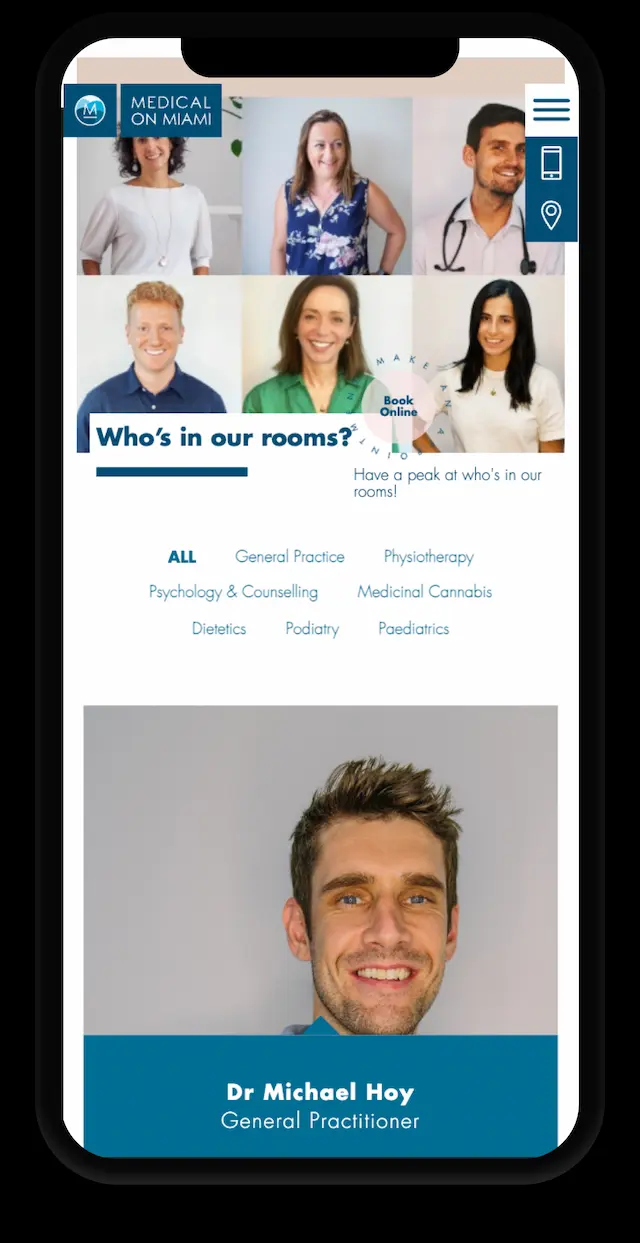 M
MEDICAL
ON MIAMI
MAKE AN A
Book
Online
Who's in our rooms?
Have a peak at who's in our
rooms!
ALL General Practice Physiotherapy
Psychology & Counselling Medicinal Cannabis
Dietetics Podiatry Paediatrics
Dr Michael Hoy
General Practitioner